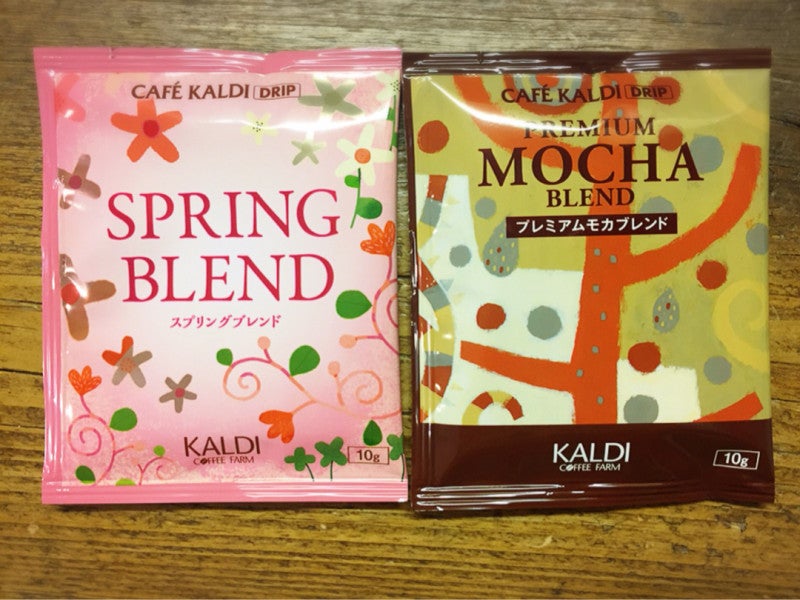 CAFÉ KALDI DRIP
SPRING
BLEND
スプリングブレンド
KALDI
COFFEE FARM
10g
CAFÉ KALDI DRIP
PREMIUM
MOCHA
BLEND
プレミアムモカブレンド
KALDI
COFFEE FARM
10g